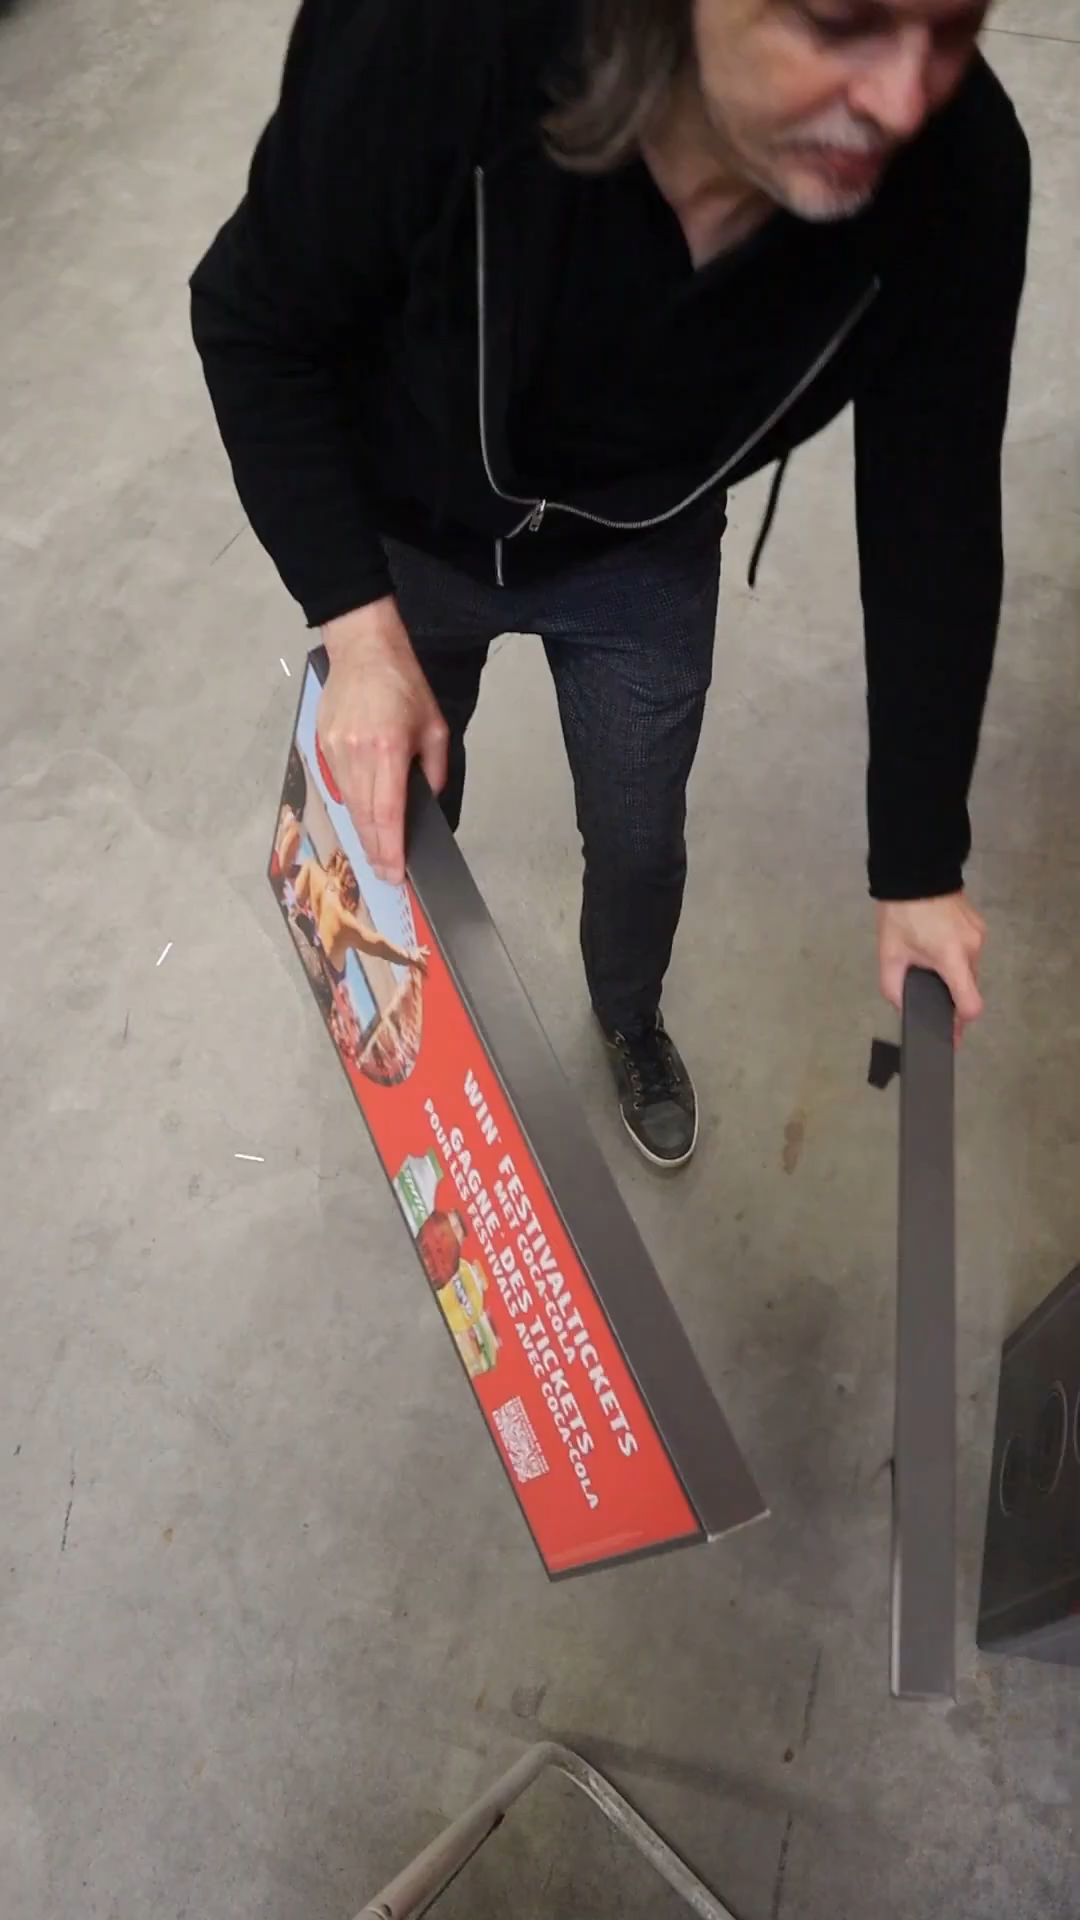 WIN* FESTIVALTICKETS
MET COCA-COLA
GAGNE* DES TICKETS
POUR LES FESTIVALS AVEC COCA-COLA